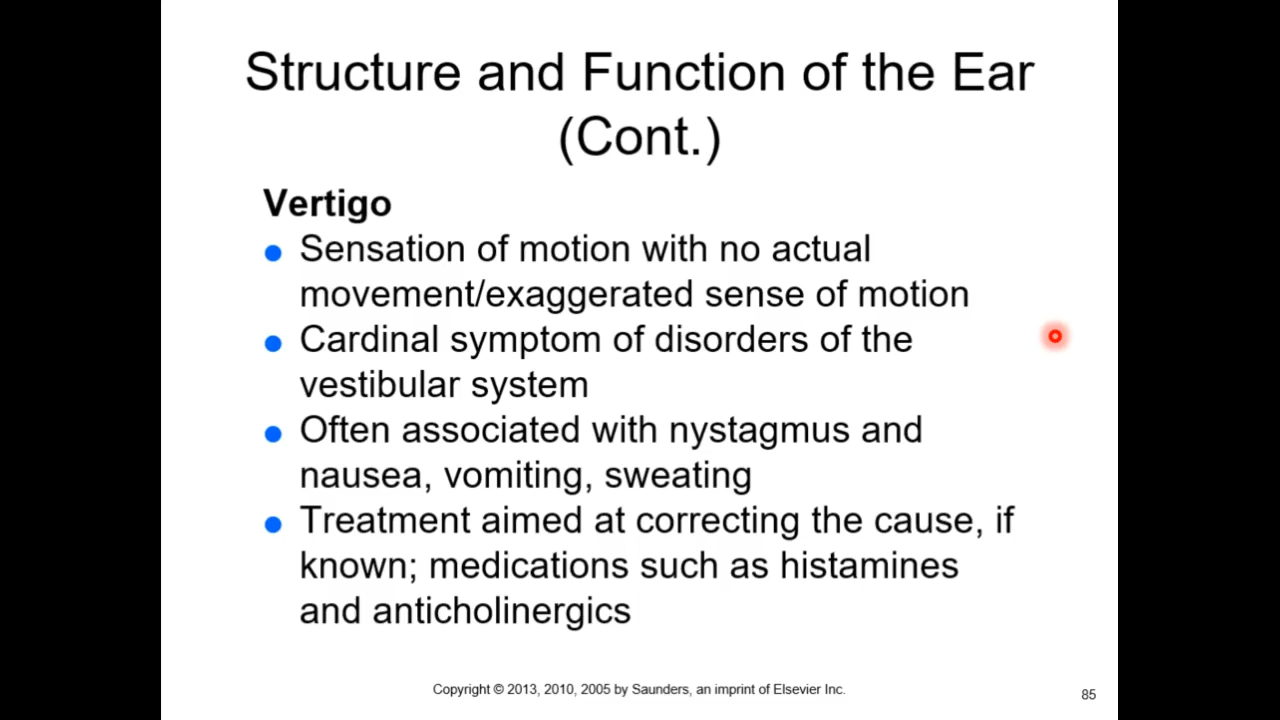 Structure and Function of the Ear
(Cont.)
Vertigo
● Sensation of motion with no actual
movement/exaggerated sense of motion
● Cardinal symptom of disorders of the
vestibular system
● Often associated with nystagmus and
nausea, vomiting, sweating
● Treatment aimed at correcting the cause, if
known; medications such as histamines
and anticholinergics
Copyright © 2013, 2010, 2005 by Saunders, an imprint of Elsevier Inc.
85